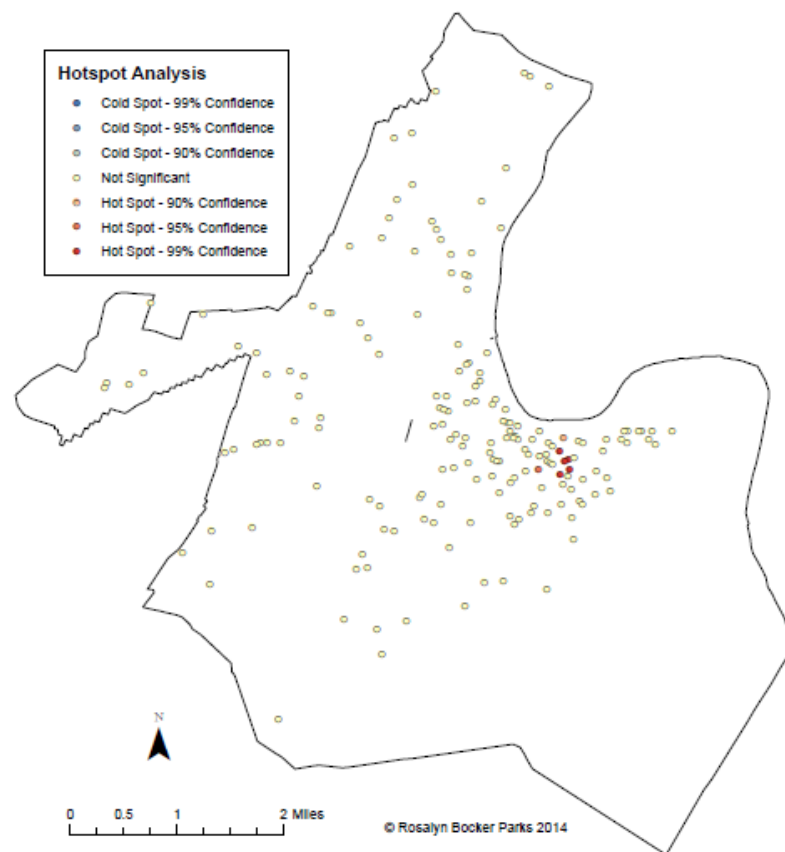 Hotspot Analysis
Cold Spot - 99% Confidence
Cold Spot - 95% Confidence
Cold Spot - 90% Confidence
Not Significant
Hot Spot - 90% Confidence
Hot Spot - 95% Confidence
Hot Spot - 99% Confidence
N
0 0.5 1 2 Miles
© Rosalyn Bocker Parks 2014